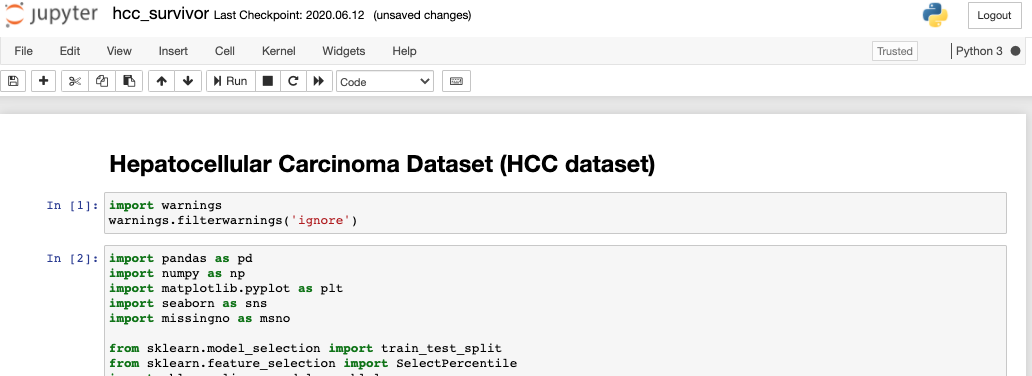 jupyter hcc_survivor Last Checkpoint: 2020.06.12 (unsaved changes) Logout
File Edit View Insert Cell Kernel Widgets Help Trusted Python 3
Run Code
Hepatocellular Carcinoma Dataset (HCC dataset)
In [1]: import warnings
warnings.filterwarnings('ignore')
In [2]: import pandas as pd
import numpy as np
import matplotlib.pyplot as plt
import seaborn as sns
import missingno as msno
from sklearn.model_selection import train_test_split
from sklearn.feature_selection import SelectPercentile